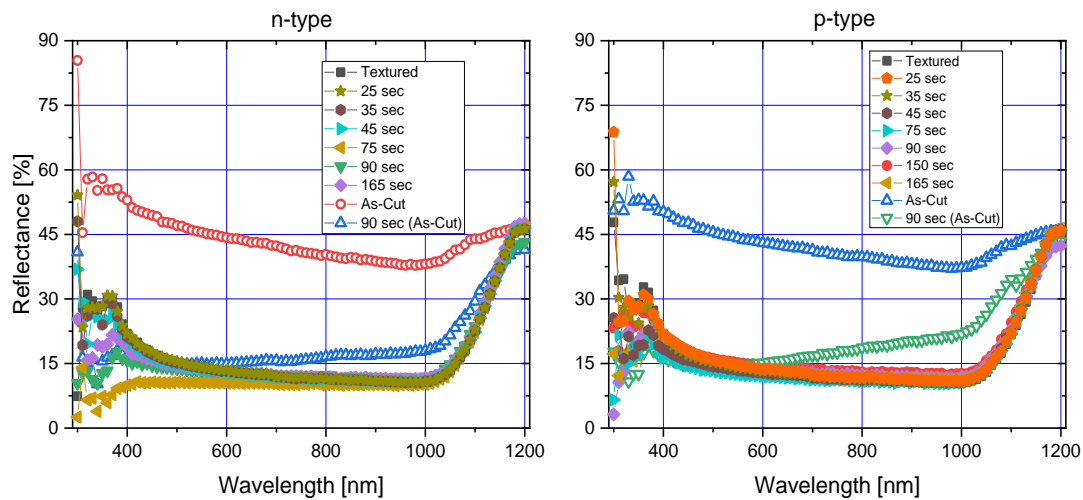 n-type
p-type
90
75
60
45
30
15
0
Reflectance [%]
400
600
800
1000
1200
Wavelength [nm]
Textured
25 sec
35 sec
45 sec
75 sec
90 sec
165 sec
As-Cut
90 sec (As-Cut)
90
75
60
45
30
15
0
400
600
800
1000
1200
Wavelength [nm]
Textured
25 sec
35 sec
45 sec
75 sec
90 sec
150 sec
165 sec
As-Cut
90 sec (As-Cut)